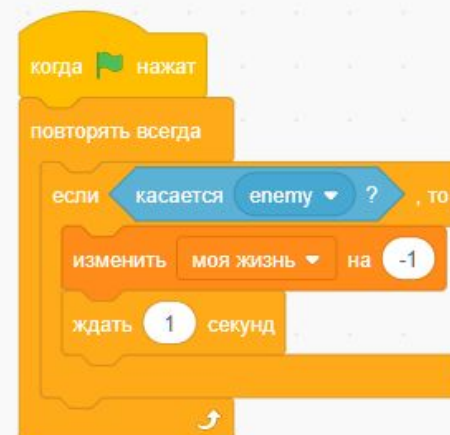 когда нажат
повторять всегда
если касается enemy ? , то
изменить моя жизнь на -1
ждать 1 секунд